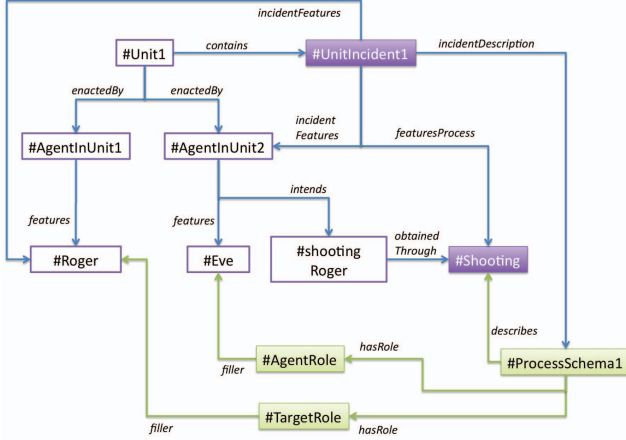 incidentFeatures
#Unit1
contains
#UnitIncident1
incidentDescription
enactedBy
enactedBy
incident
Features
featuresProcess
#AgentInUnit1
#AgentInUnit2
intends
features
features
obtained
Through
#Roger
#Eve
#shooting
Roger
#Shooting
describes
#AgentRole
hasRole
#ProcessSchema1
filler
#TargetRole
filler
hasRole